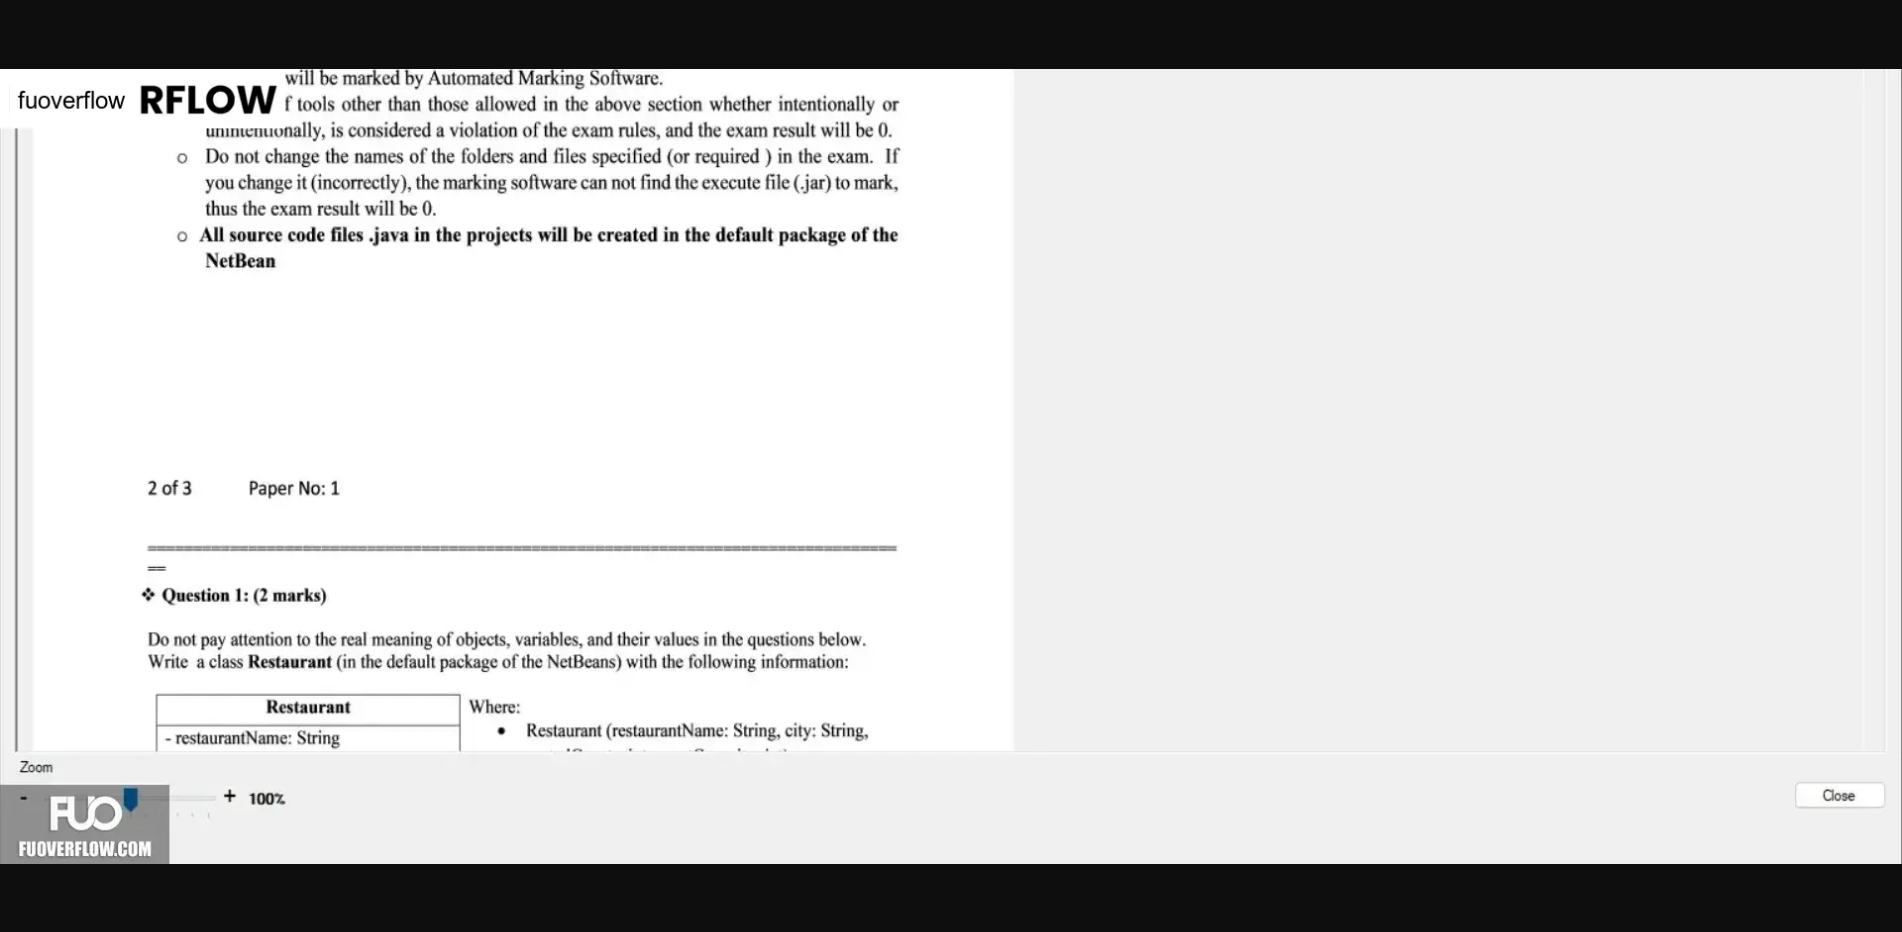 will be marked by Automated Marking Software.
fuoverflow RFLOW f tools other than those allowed in the above section whether intentionally or
unintentionally, is considered a violation of the exam rules, and the exam result will be 0.
o Do not change the names of the folders and files specified (or required ) in the exam. If
you change it (incorrectly), the marking software can not find the execute file (.jar) to mark,
thus the exam result will be 0.
o All source code files .java in the projects will be created in the default package of the
NetBean
2 of 3 Paper No: 1
==
❖ Question 1: (2 marks)
Do not pay attention to the real meaning of objects, variables, and their values in the questions below.
Write a class Restaurant (in the default package of the NetBeans) with the following information:
Restaurant
- restaurantName: String
Where:
• Restaurant (restaurantName: String, city: String,
Zoom
- + 100%
Close
FUO
FUOVERFLOW.COM